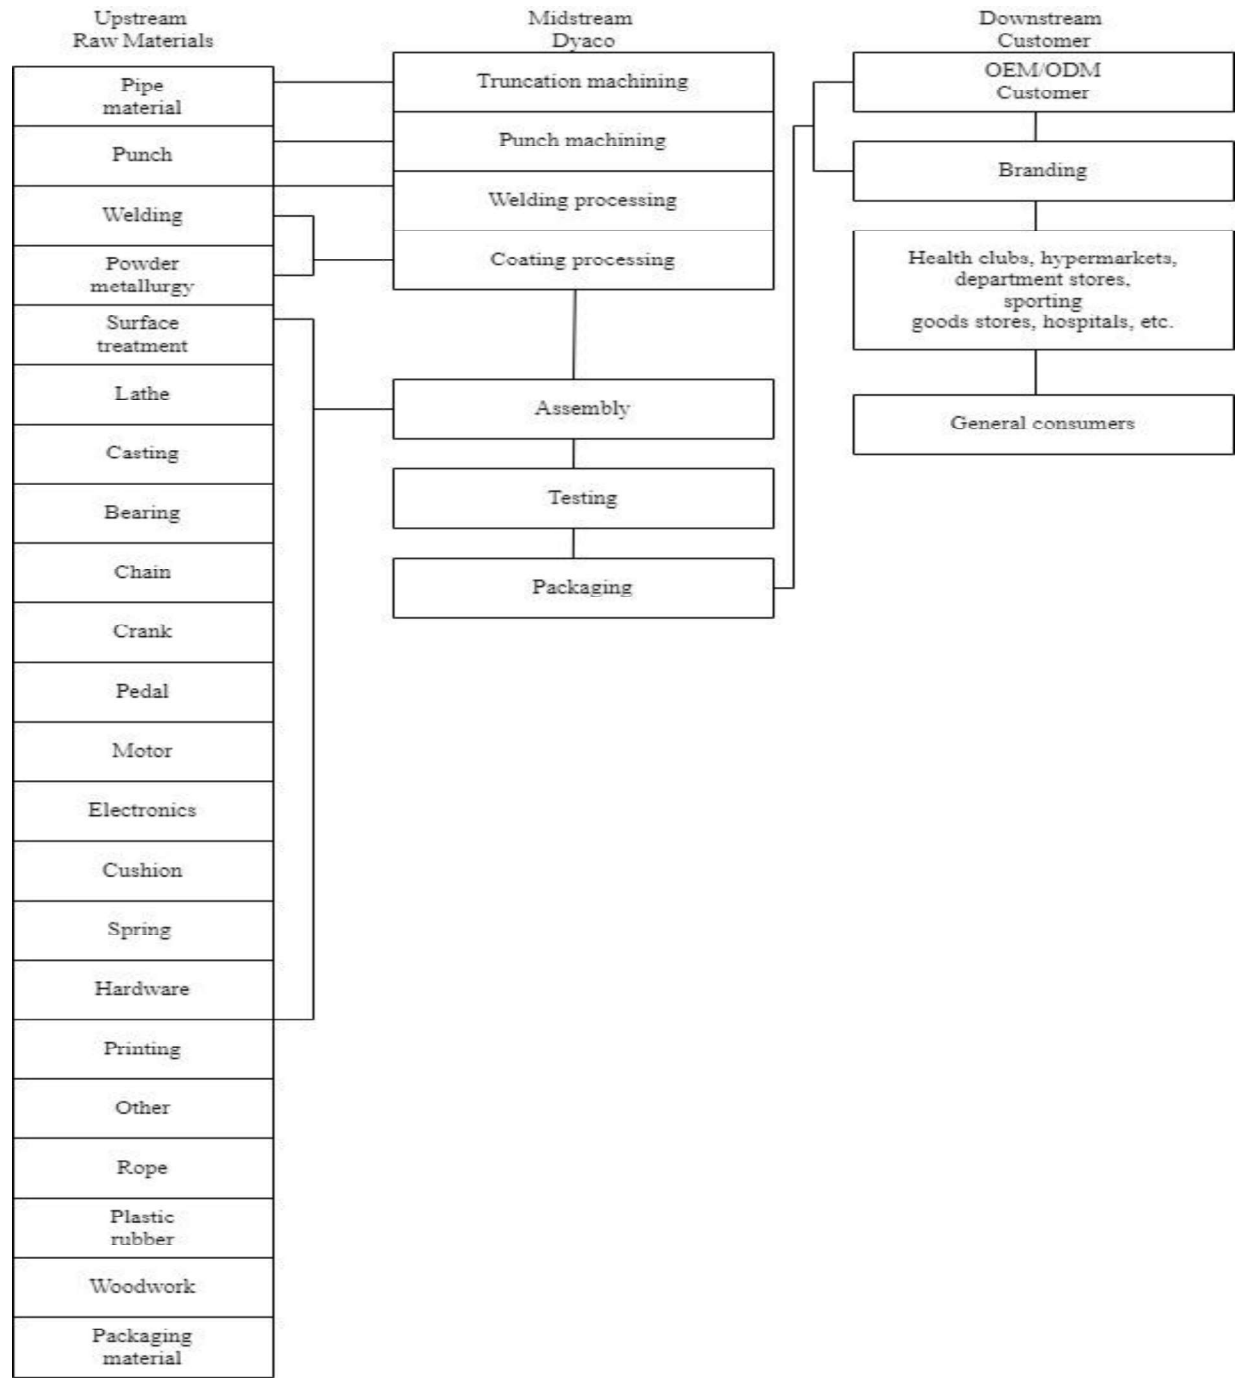 Upstream
Raw Materials
Pipe
material
Punch
Welding
Powder
metallurgy
Surface
treatment
Lathe
Casting
Bearing
Chain
Crank
Pedal
Motor
Electronics
Cushion
Spring
Hardware
Printing
Other
Rope
Plastic
rubber
Woodwork
Packaging
material
Midstream
Dyaco
Truncation machining
Punch machining
Welding processing
Coating processing
Assembly
Testing
Packaging
Downstream
Customer
OEM/ODM
Customer
Branding
Health clubs, hypermarkets,
department stores,
sporting
goods stores, hospitals, etc.
General consumers